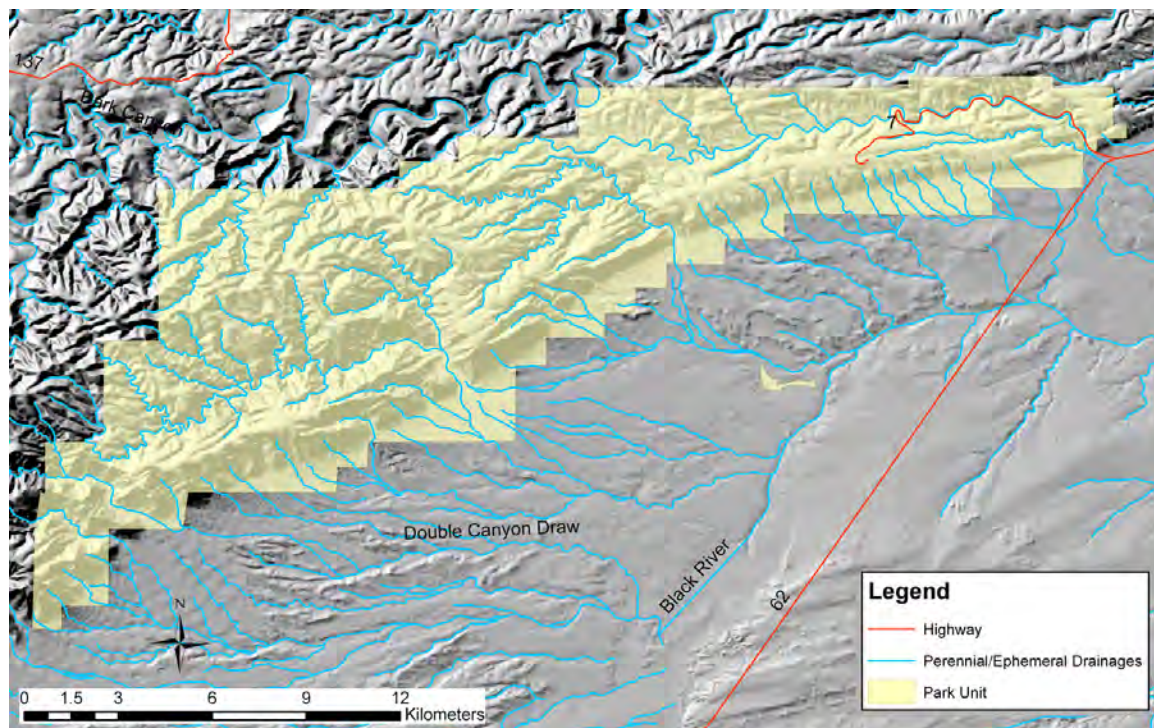 137
Dark Canyon
7
Double Canyon Draw
Black River
62
N
0 1.5 3 6 9 12
Kilometers
Legend
Highway
Perennial/Ephemeral Drainages
Park Unit